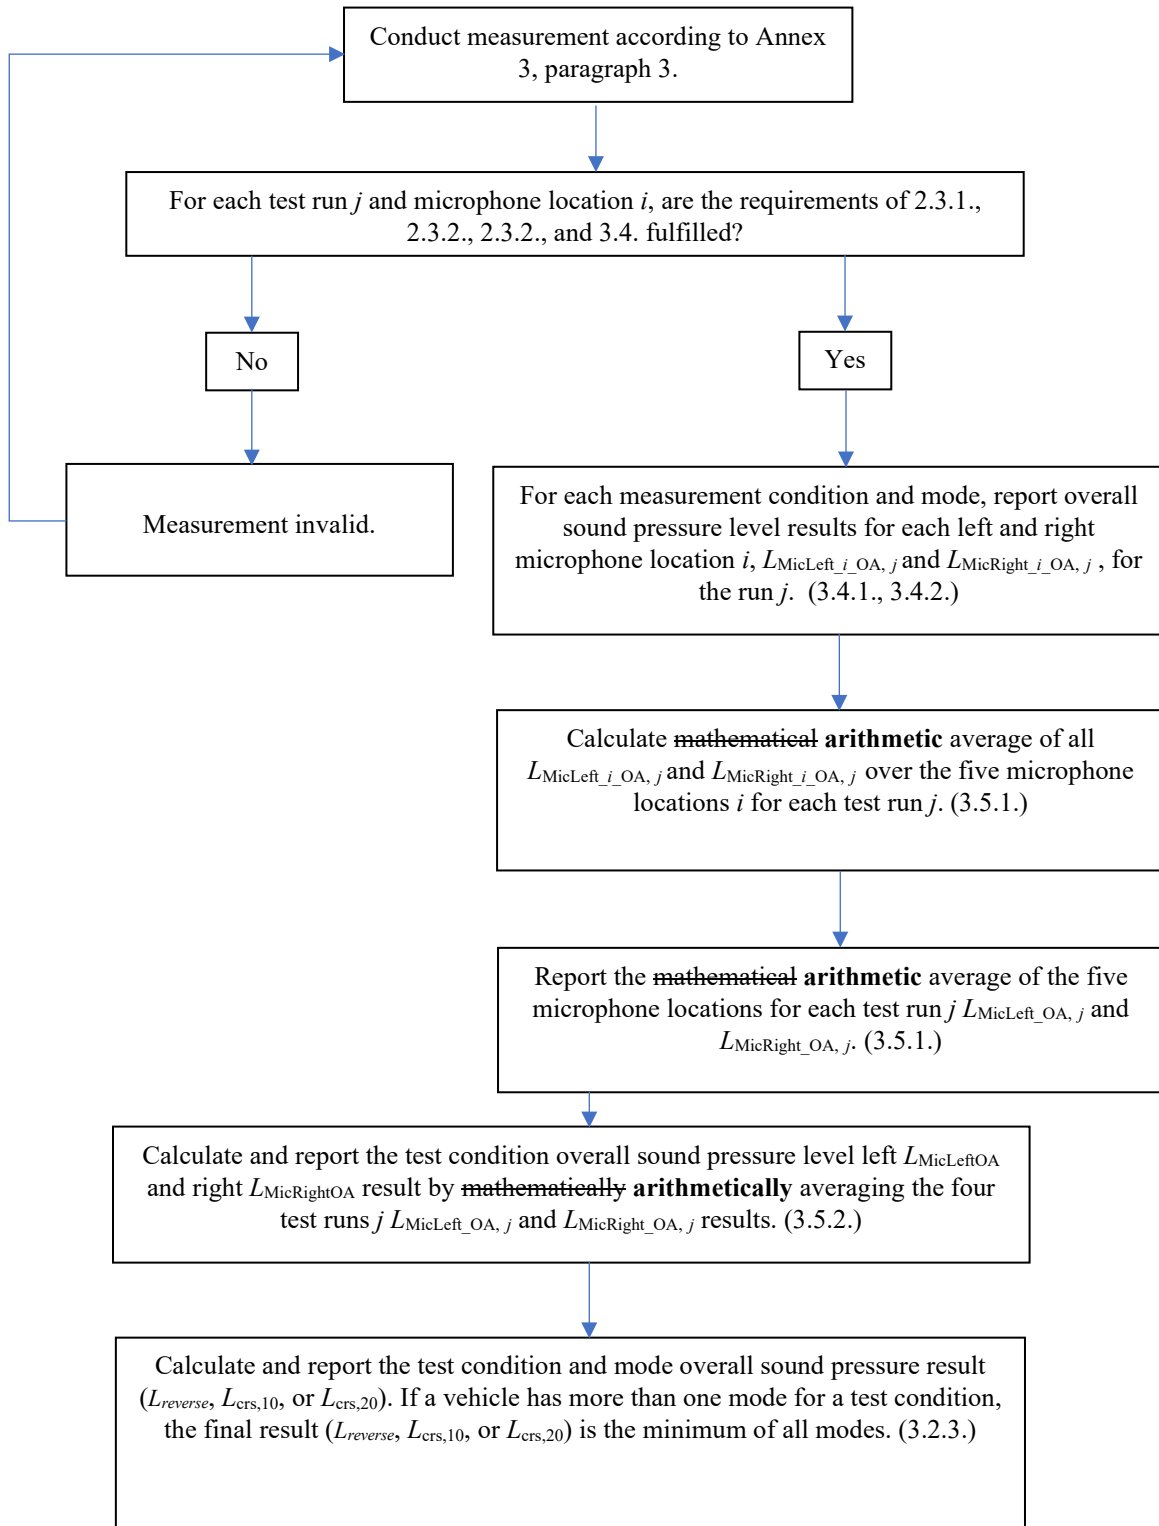 Conduct measurement according to Annex
3, paragraph 3.
For each test run j and microphone location i, are the requirements of 2.3.1.,
2.3.2., 2.3.2., and 3.4. fulfilled?
No
Yes
Measurement invalid.
For each measurement condition and mode, report overall
sound pressure level results for each left and right
microphone location i, LMicLeft_i_OA, j and LMicRight_i_OA, j , for
the run j. (3.4.1., 3.4.2.)
Calculate mathematical arithmetic average of all
LMicLeft_i_OA, j and LMicRight_i_OA, j over the five microphone
locations i for each test run j. (3.5.1.)
Report the mathematical arithmetic average of the five
microphone locations for each test run j LMicLeft_OA, j and
LMicRight_OA, j. (3.5.1.)
Calculate and report the test condition overall sound pressure level left LMicLeftOA
and right LMicRightOA result by mathematically arithmetically averaging the four
test runs j LMicLeft_OA, j and LMicRight_OA, j results. (3.5.2.)
Calculate and report the test condition and mode overall sound pressure result
(Lreverse, Lcrs,10, or Lcrs,20). If a vehicle has more than one mode for a test condition,
the final result (Lreverse, Lcrs,10, or Lcrs,20) is the minimum of all modes. (3.2.3.)